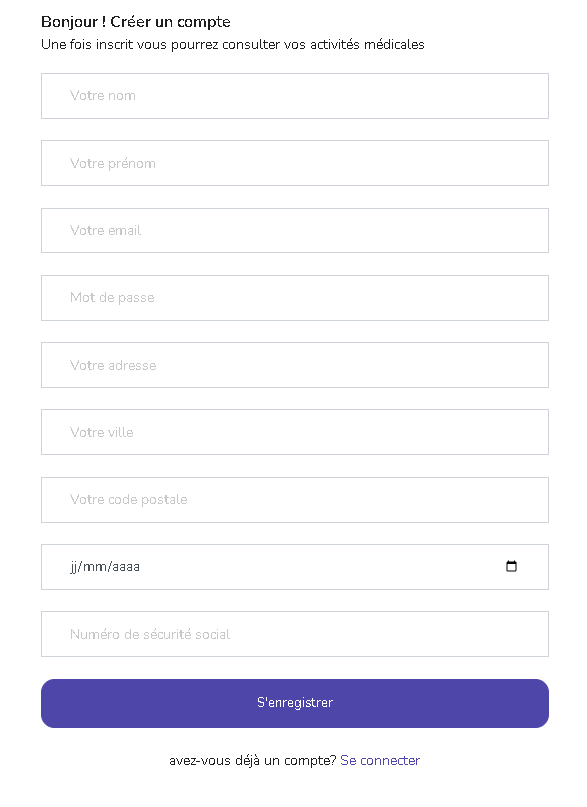 Bonjour ! Créer un compte
Une fois inscrit vous pourrez consulter vos activités médicales
Votre nom
Votre prénom
Votre email
Mot de passe
Votre adresse
Votre ville
Votre code postale
jj/mm/aaaa
Numéro de sécurité social
S'enregistrer
avez-vous déjà un compte? Se connecter